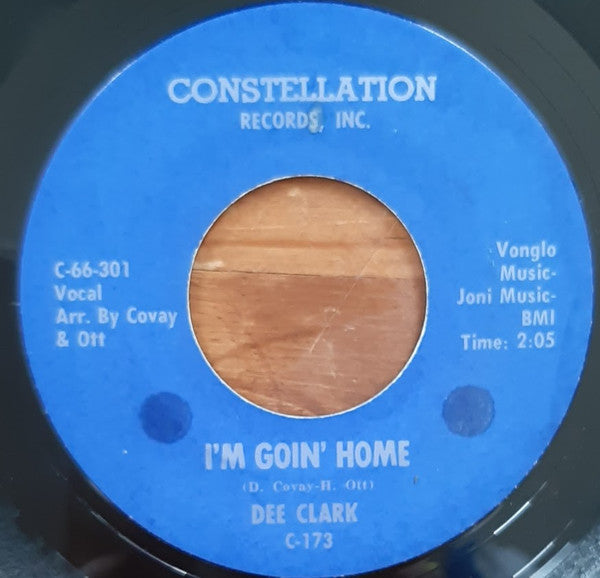 CONSTELLATION
RECORDS, INC.
C-66-301
Vocal
Arr. By Covay
& Ott
Vonglo
Music-
Joni Music-
BMI
Time: 2:05
I'M GOIN' HOME
(D. Covay-H. Ott)
DEE CLARK
C-173